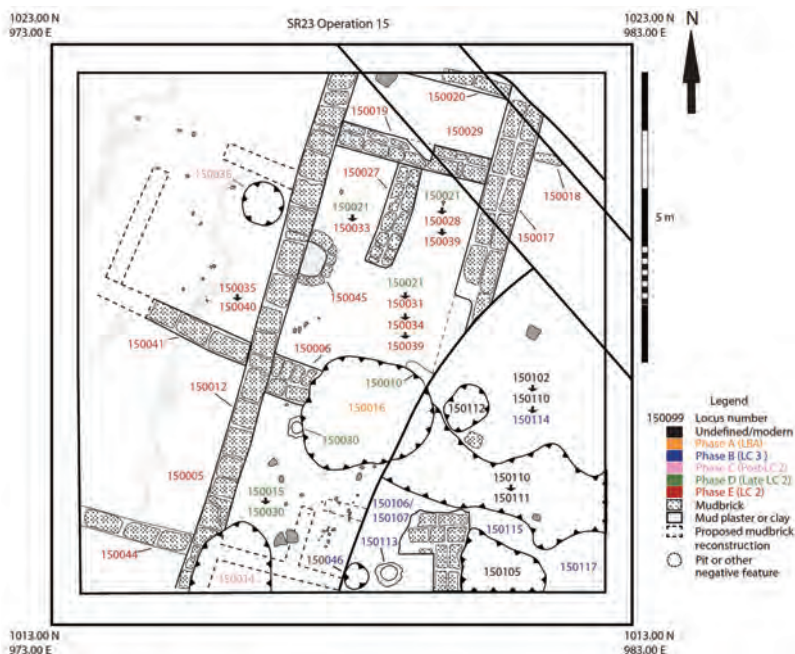 1023.00 N
973.00 E
SR23 Operation 15
1023.00 N
983.00 E
N
150020
150019
150029
150038
150027
150018
150021
150033
150021
150028
150039
150017
5 m
150035
150040
150045
150021
150031
150034
150039
150041
150006
150012
150010
150016
150102
150110
150114
150112
150030
150005
150110
150111
150015
150030
150106/
150107
150115
150044
150113
150046
150014
150105
150117
Legend
150099 Locus number
Undefined/modern
Phase A (LBA)
Phase B (LC 3 )
Phase C (Post-LC 2)
Phase D (Late LC 2)
Phase E (LC 2)
Mudbrick
Mud plaster or clay
Proposed mudbrick
reconstruction
Pit or other
negative feature
1013.00 N
973.00 E
1013.00 N
983.00 E